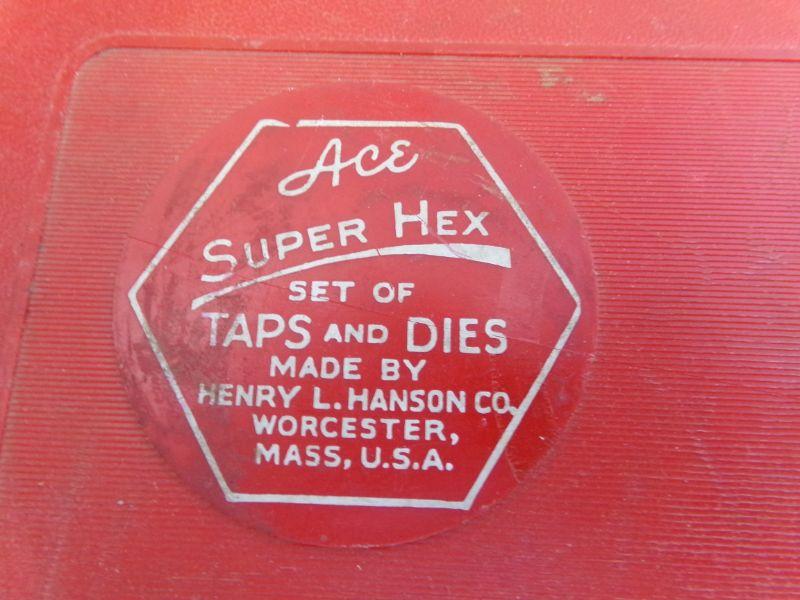 Ace
SUPER HEX
SET OF
TAPS AND DIES
MADE BY
HENRY L. HANSON CO.
WORCESTER,
MASS, U.S.A.